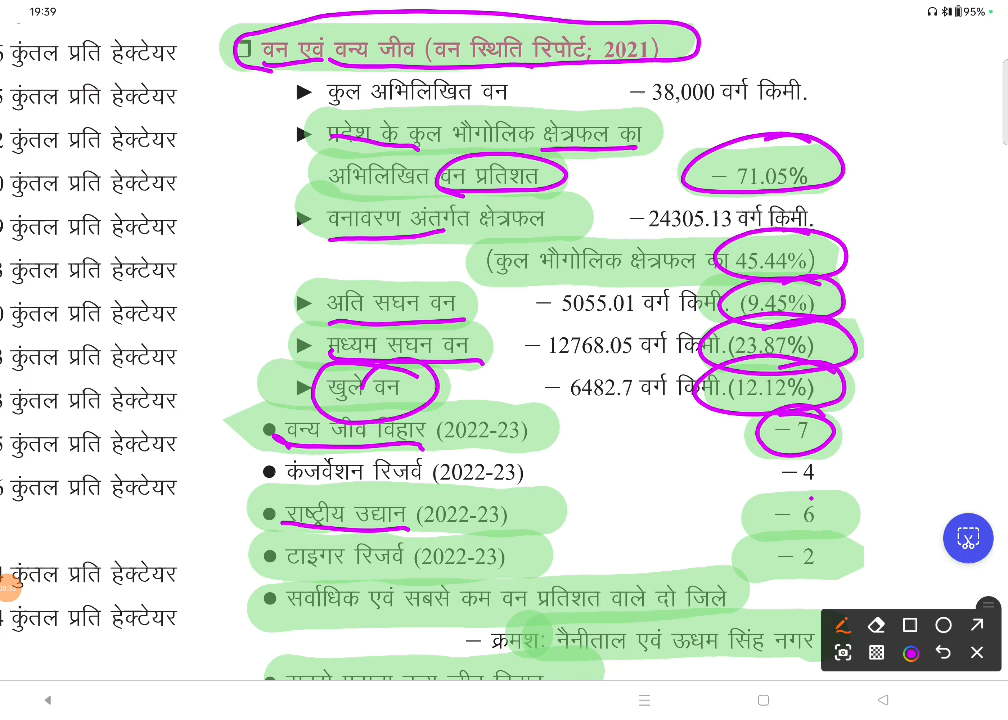 19:39
95%
कुंतल प्रति हेक्टेयर
कुंतल प्रति हेक्टेयर
कुंतल प्रति हेक्टेयर
कुंतल प्रति हेक्टेयर
कुंतल प्रति हेक्टेयर
कुंतल प्रति हेक्टेयर
कुंतल प्रति हेक्टेयर
कुंतल प्रति हेक्टेयर
कुंतल प्रति हेक्टेयर
कुंतल प्रति हेक्टेयर
कुंतल प्रति हेक्टेयर
कुंतल प्रति हेक्टेयर
कुंतल प्रति हेक्टेयर
❑ वन एवं वन्य जीव (वन स्थिति रिपोर्ट; 2021)
► कुल अभिलिखित वन – 38,000 वर्ग किमी.
► प्रदेश के कुल भौगोलिक क्षेत्रफल का
अभिलिखित वन प्रतिशत – 71.05%
► वनावरण अंतर्गत क्षेत्रफल –24305.13 वर्ग किमी.
(कुल भौगोलिक क्षेत्रफल का 45.44%)
► अति सघन वन – 5055.01 वर्ग किमी. (9.45%)
► मध्यम सघन वन – 12768.05 वर्ग किमी.(23.87%)
► खुले वन – 6482.7 वर्ग किमी.(12.12%)
● वन्य जीव विहार (2022-23) – 7
● कंजर्वेशन रिजर्व (2022-23) – 4
● राष्ट्रीय उद्यान (2022-23) – 6
● टाइगर रिजर्व (2022-23) – 2
● सर्वाधिक एवं सबसे कम वन प्रतिशत वाले दो जिले
– क्रमशः नैनीताल एवं ऊधम सिंह नगर